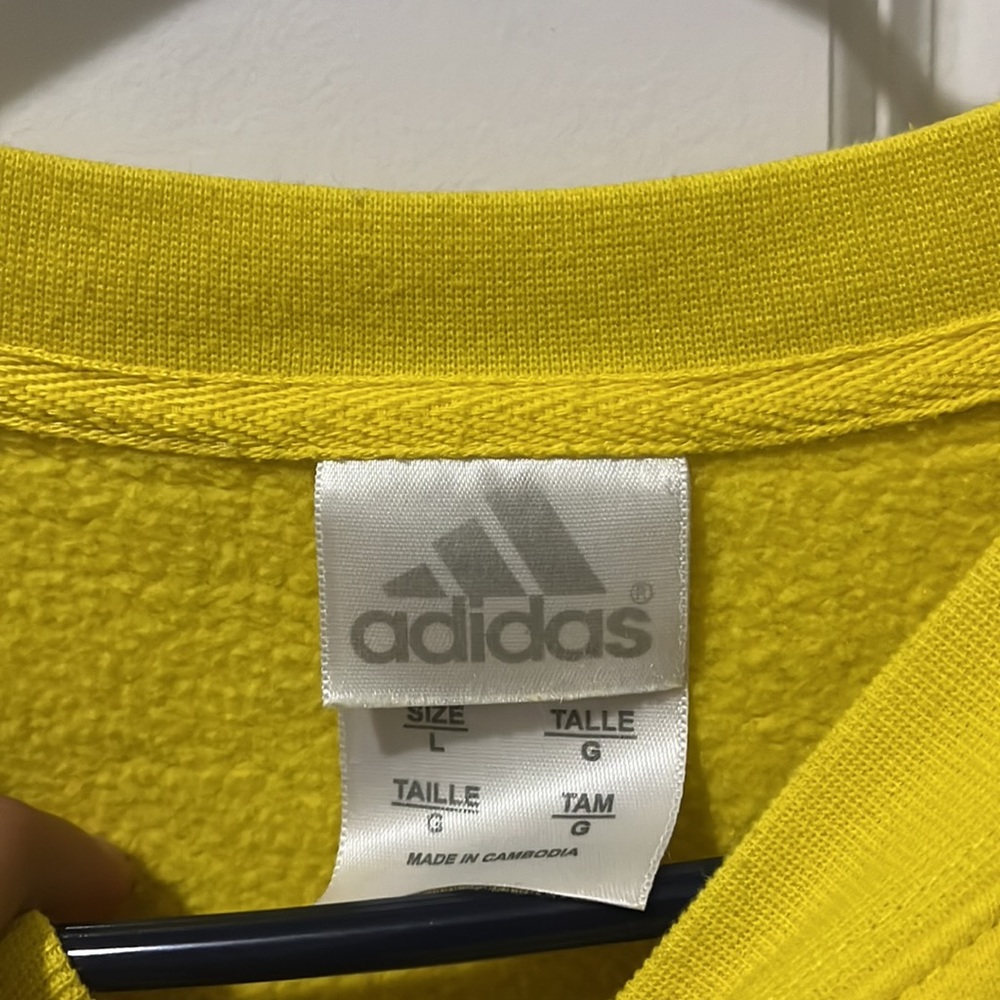 adidas®
SIZE TALLE
L G
TAILLE TAM
G G
MADE IN CAMBODIA